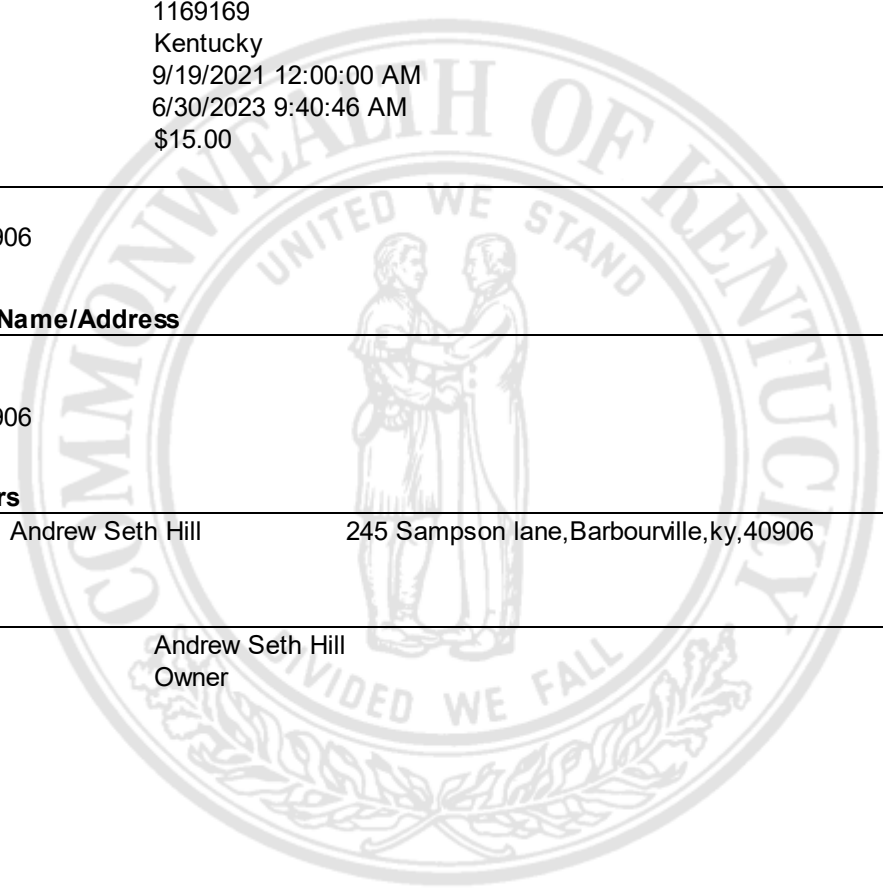 1169169
Kentucky
9/19/2021 12:00:00 AM
6/30/2023 9:40:46 AM
$15.00
906
Name/Address
906
rs
Andrew Seth Hill 245 Sampson lane,Barbourville,ky,40906
Andrew Seth Hill
Owner
COMMONWEALTH OF KENTUCKY
UNITED WE STAND
DIVIDED WE FALL